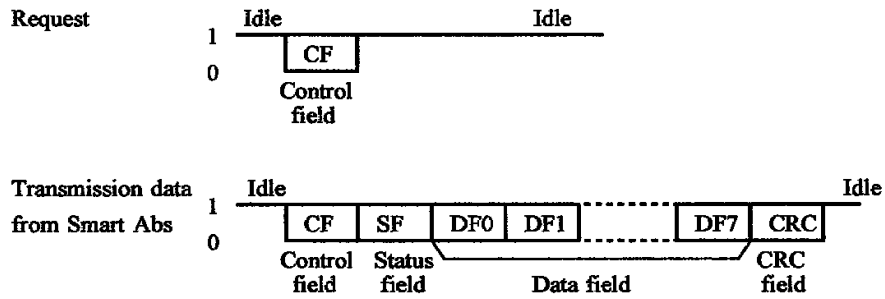 Request
Idle
Idle
1
CF
0
Control
field
Transmission data
from Smart Abs
Idle
Idle
1
CF SF DF0 DF1 DF7 CRC
0
Control Status Data field CRC
field field field